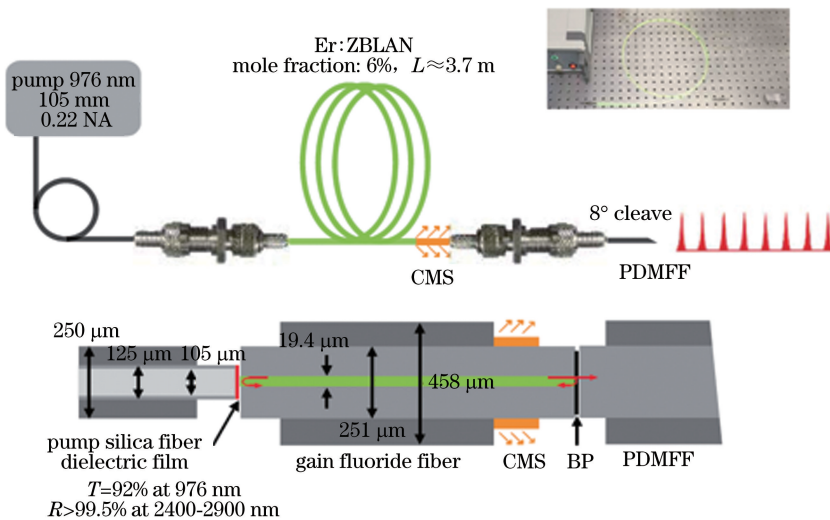 Er:ZBLAN
mole fraction: 6%, L≈3.7 m
pump 976 nm
105 mm
0.22 NA
8° cleave
CMS
PDMFF
250 μm
125 μm
105 μm
19.4 μm
458 μm
251 μm
pump silica fiber
dielectric film
gain fluoride fiber
CMS
BP
PDMFF
T=92% at 976 nm
R>99.5% at 2400-2900 nm